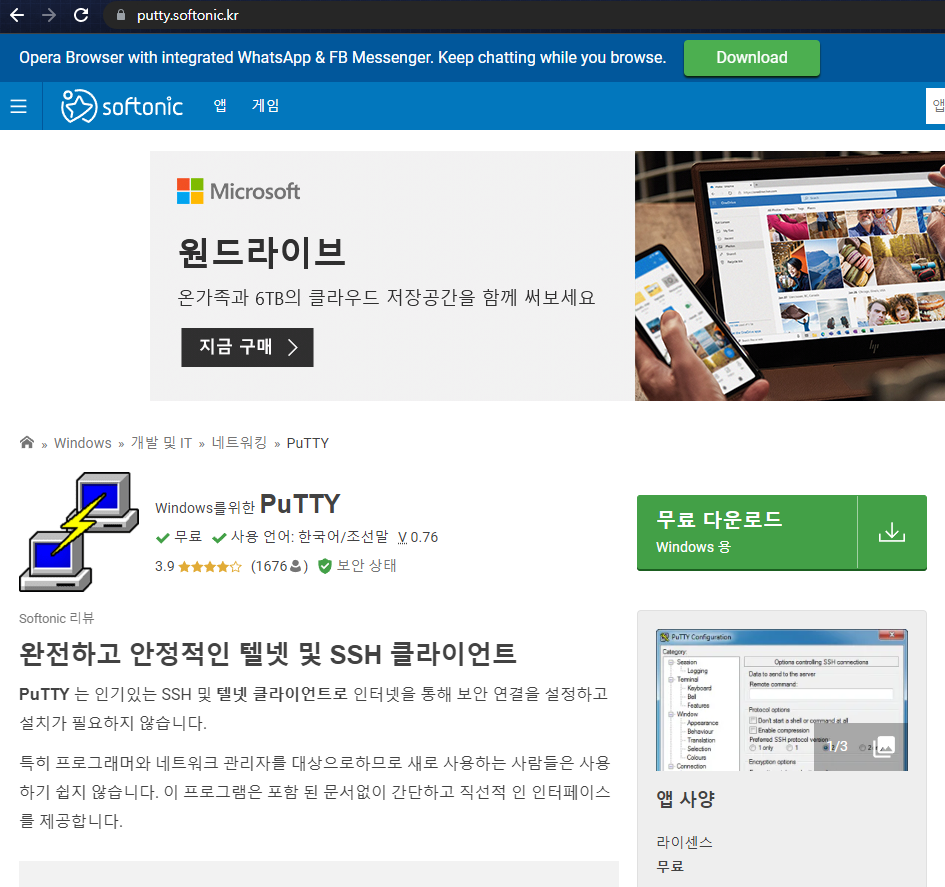 putty.softonic.kr
Opera Browser with integrated WhatsApp & FB Messenger. Keep chatting while you browse.
Download
softonic
앱
게임
앱
Microsoft
원드라이브
온가족과 6TB의 클라우드 저장공간을 함께 써보세요
지금 구매
» Windows » 개발 및 IT » 네트워킹 » PuTTY
Windows를위한 PuTTY
무료 사용 언어: 한국어/조선말 V 0.76
3.9 (1676) 보안 상태
무료 다운로드
Windows 용
Softonic 리뷰
완전하고 안정적인 텔넷 및 SSH 클라이언트
PuTTY 는 인기있는 SSH 및 텔넷 클라이언트로 인터넷을 통해 보안 연결을 설정하고
설치가 필요하지 않습니다.
특히 프로그래머와 네트워크 관리자를 대상으로하므로 새로 사용하는 사람들은 사용
하기 쉽지 않습니다. 이 프로그램은 포함 된 문서없이 간단하고 직선적 인 인터페이스
를 제공합니다.
PuTTY Configuration
Category:
Session
Logging
Terminal
Keyboard
Bell
Features
Window
Appearance
Behaviour
Translation
Selection
Colours
Connection
Options controlling SSH connections
Data to send to the server
Remote command:
Protocol options
Don't start a shell or command at all
Enable compression
Preferred SSH protocol version:
1 only
1
2
1/3
Encryption options
앱 사양
라이센스
무료